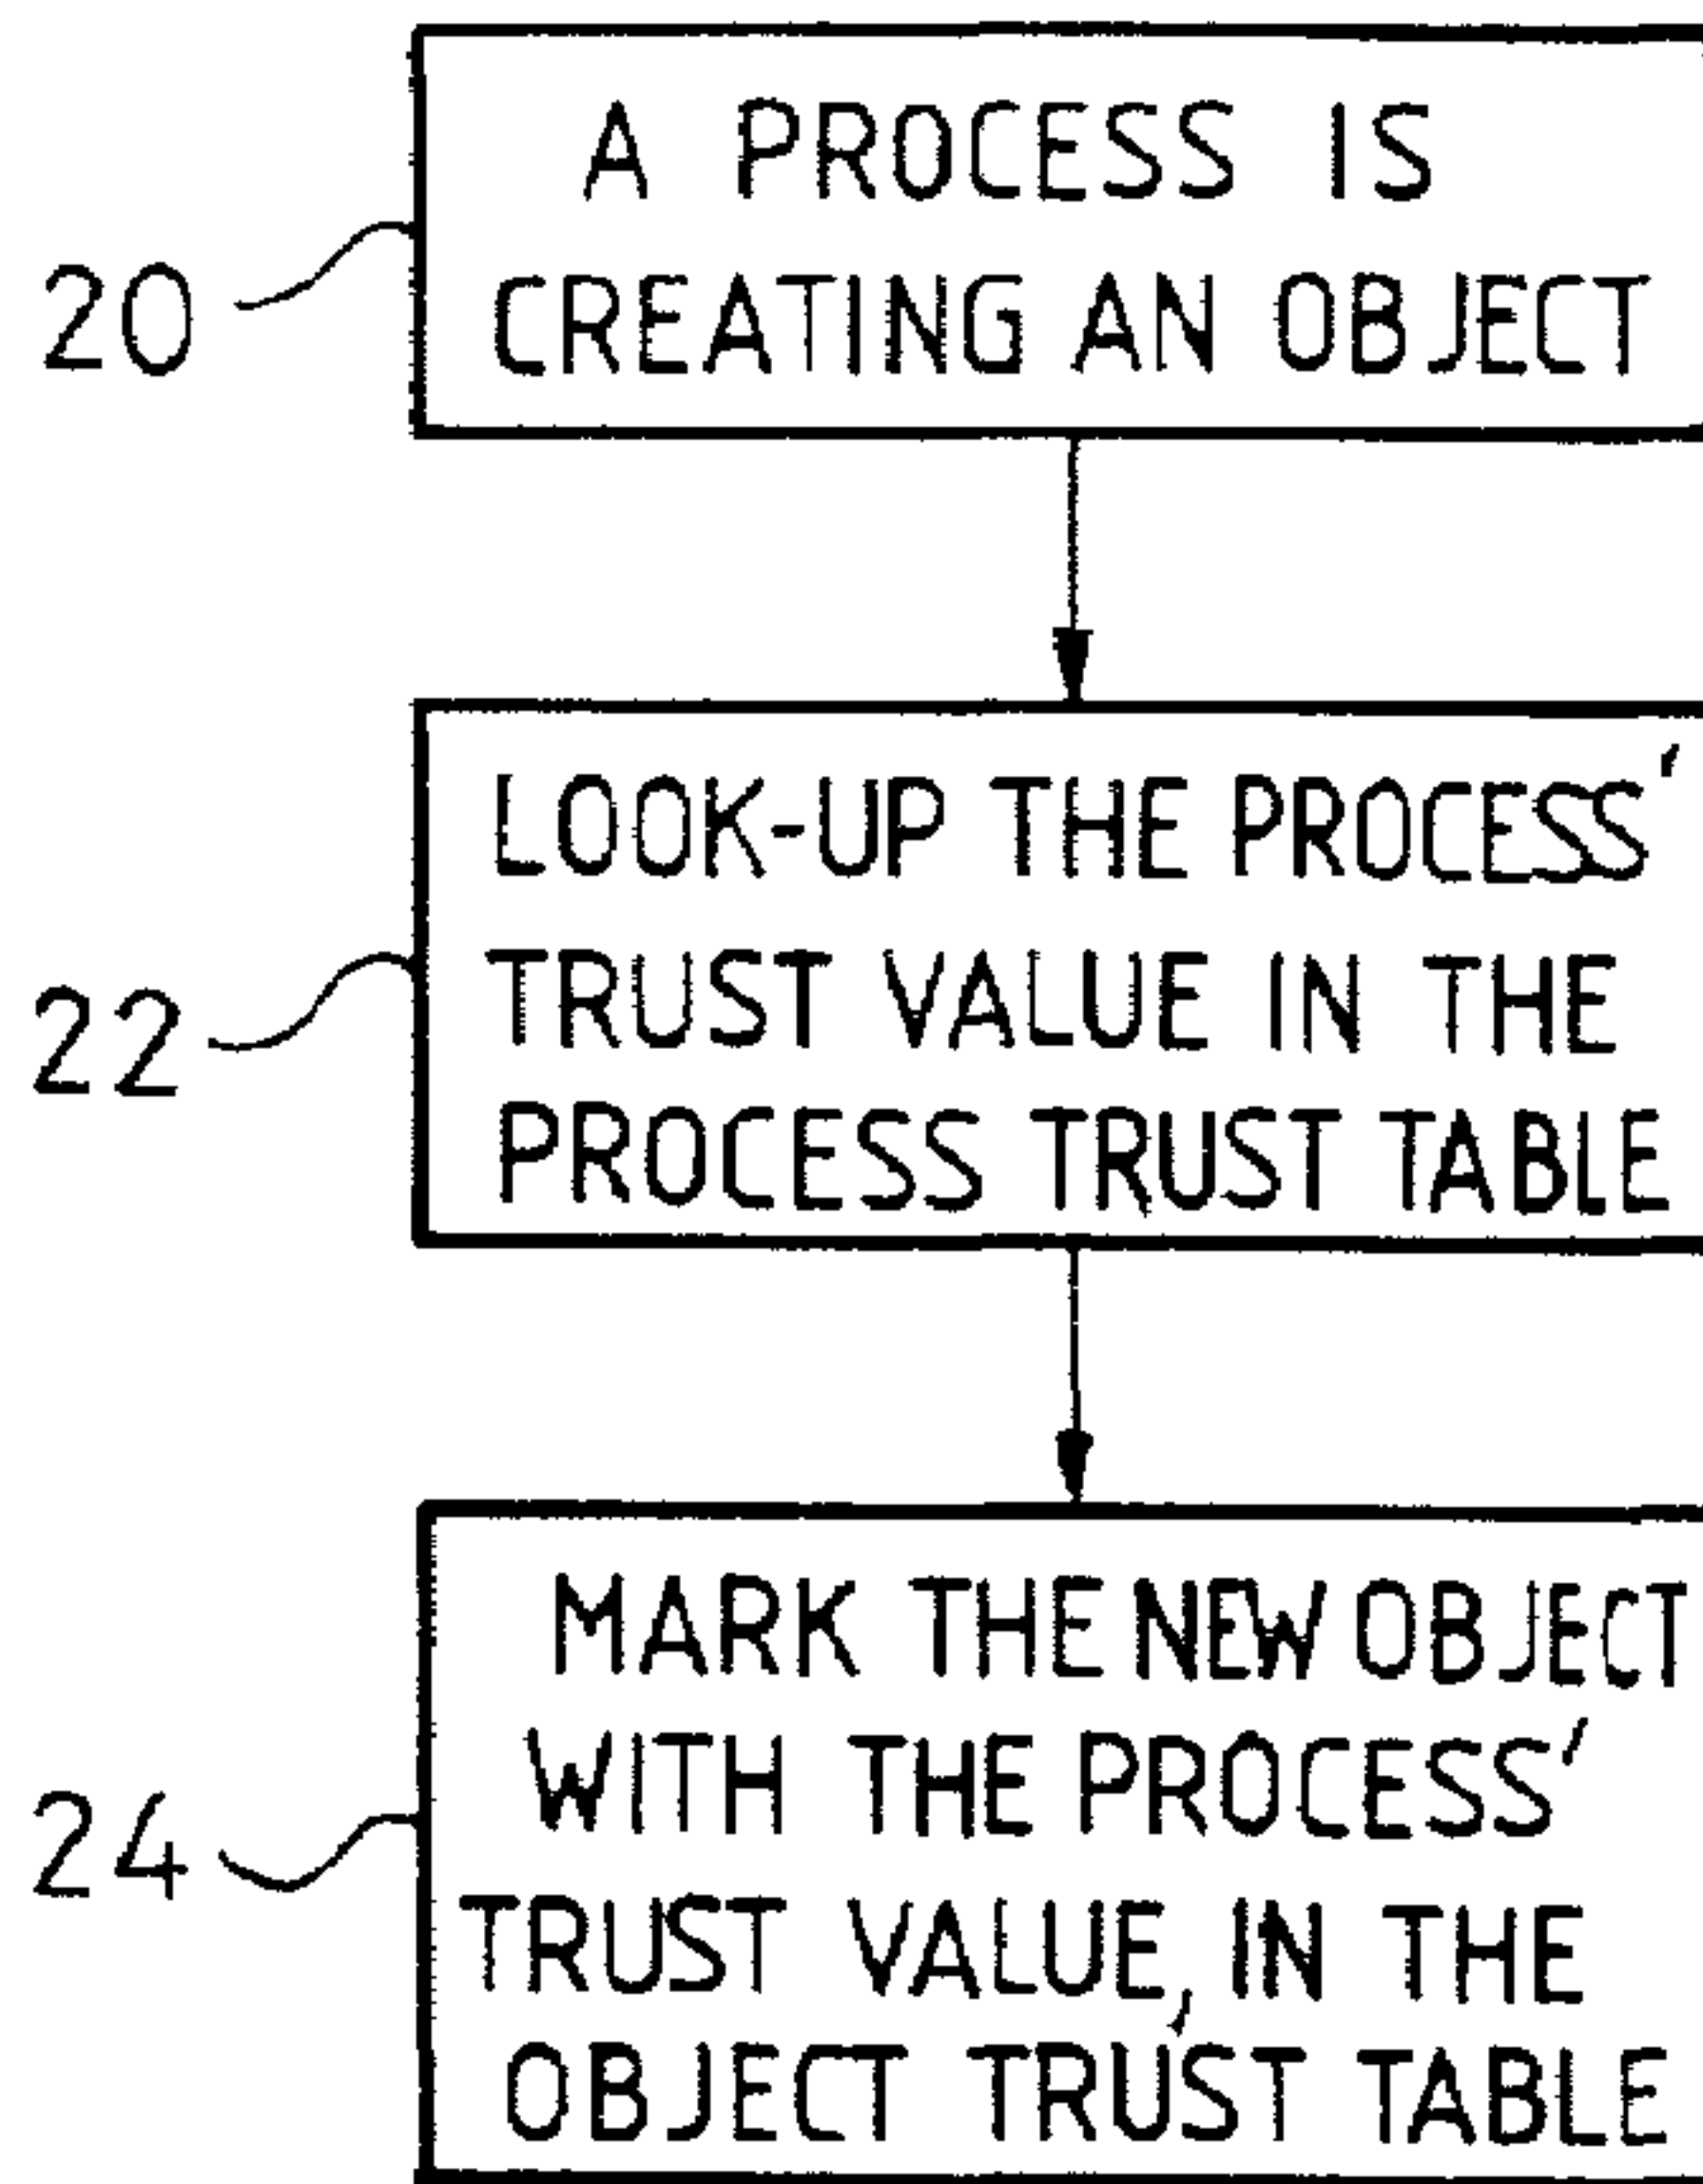 A PROCESS IS
CREATING AN OBJECT
20
LOOK-UP THE PROCESS'
TRUST VALUE IN THE
PROCESS TRUST TABLE
22
MARK THE NEW OBJECT
WITH THE PROCESS'
TRUST VALUE, IN THE
OBJECT TRUST TABLE
24